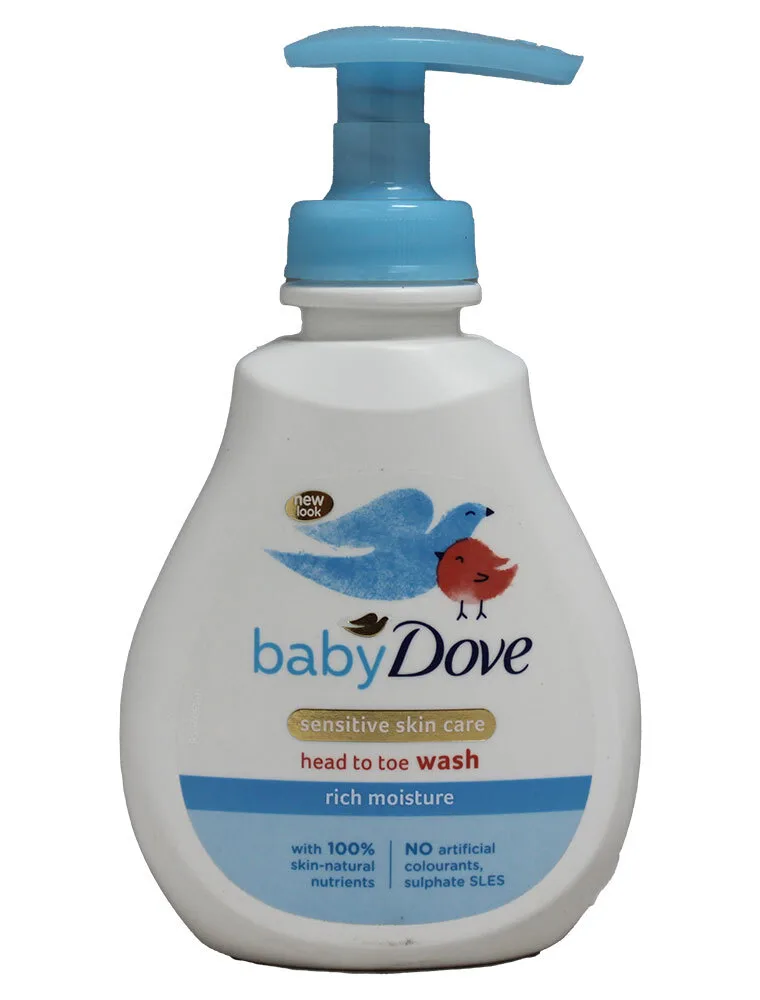 new
look
baby Dove
sensitive skin care
head to toe wash
rich moisture
with 100%
skin-natural
nutrients
NO artificial
colourants,
sulphate SLES